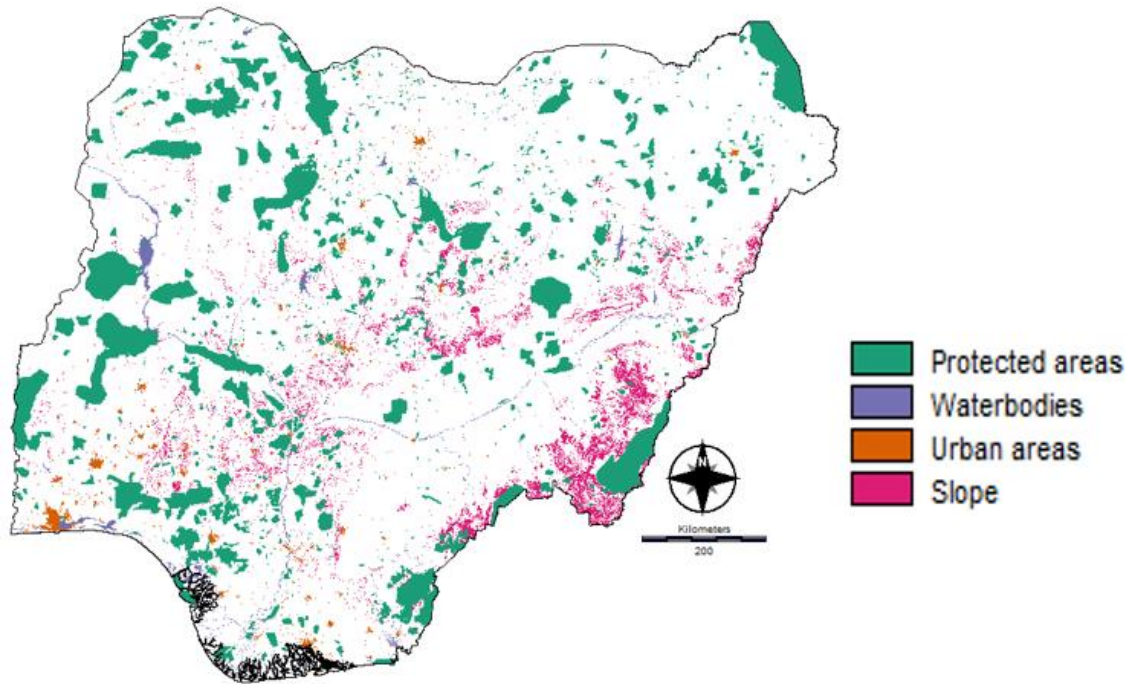 Protected areas
Waterbodies
Urban areas
Slope
Kilometers
200